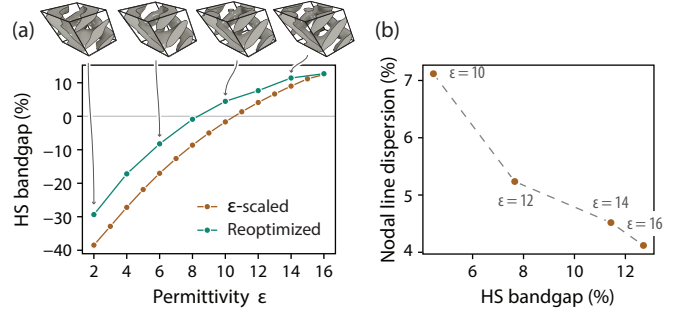 (a)
HS bandgap (%)
10
0
−10
−20
−30
−40
ε-scaled
Reoptimized
2 4 6 8 10 12 14 16
Permittivity ε
(b)
Nodal line dispersion (%)
7
6
5
4
ε = 10
ε = 12
ε = 14
ε = 16
6 8 10 12
HS bandgap (%)